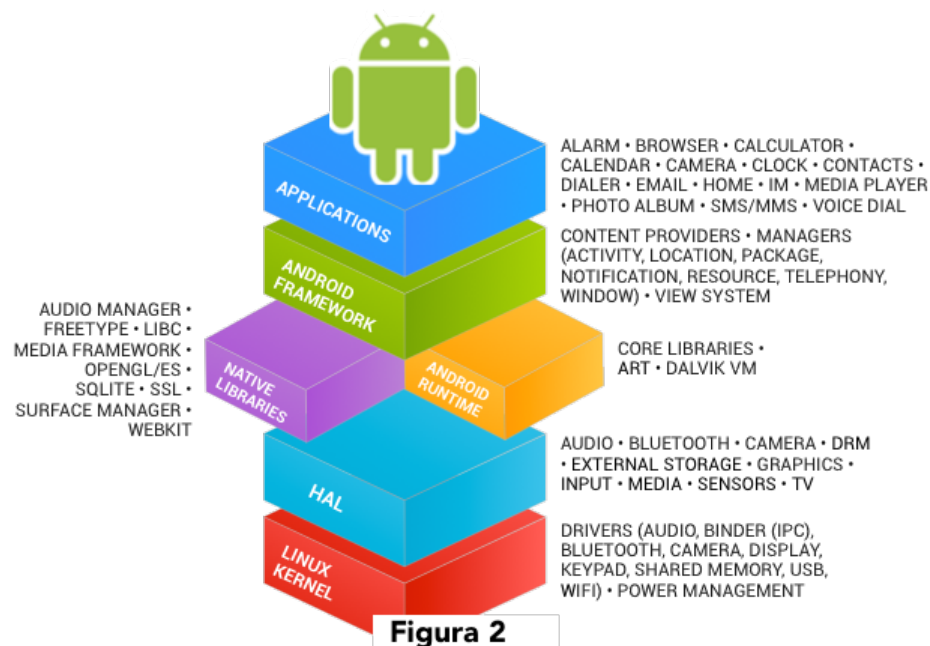 APPLICATIONS
ALARM • BROWSER • CALCULATOR •
CALENDAR • CAMERA • CLOCK • CONTACTS •
DIALER • EMAIL • HOME • IM • MEDIA PLAYER
• PHOTO ALBUM • SMS/MMS • VOICE DIAL
ANDROID
FRAMEWORK
CONTENT PROVIDERS • MANAGERS
(ACTIVITY, LOCATION, PACKAGE,
NOTIFICATION, RESOURCE, TELEPHONY,
WINDOW) • VIEW SYSTEM
AUDIO MANAGER •
FREETYPE • LIBC •
MEDIA FRAMEWORK •
OPENGL/ES •
SQLITE • SSL •
SURFACE MANAGER •
WEBKIT
NATIVE
LIBRARIES
ANDROID
RUNTIME
CORE LIBRARIES •
ART • DALVIK VM
HAL
AUDIO • BLUETOOTH • CAMERA • DRM
• EXTERNAL STORAGE • GRAPHICS •
INPUT • MEDIA • SENSORS • TV
LINUX
KERNEL
DRIVERS (AUDIO, BINDER (IPC),
BLUETOOTH, CAMERA, DISPLAY,
KEYPAD, SHARED MEMORY, USB,
WIFI) • POWER MANAGEMENT
Figura 2